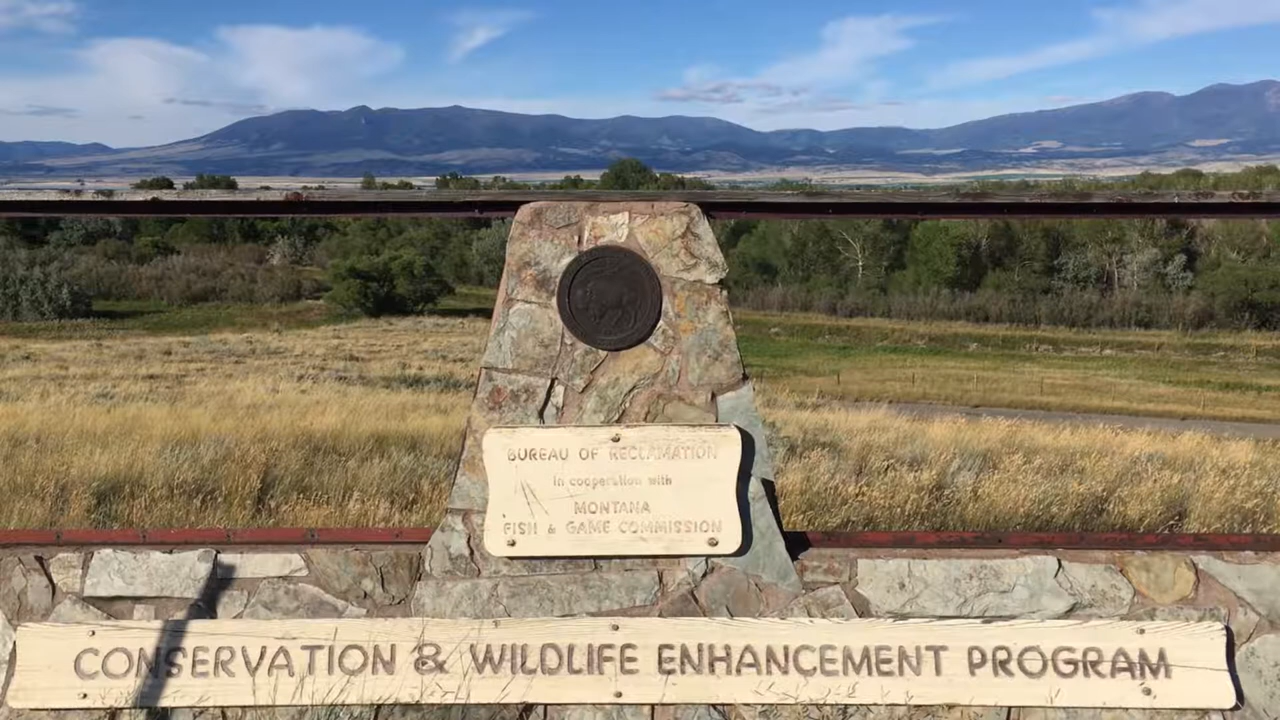 BUREAU OF RECLAMATION
in cooperation with
MONTANA
FISH & GAME COMMISSION
CONSERVATION & WILDLIFE ENHANCEMENT PROGRAM